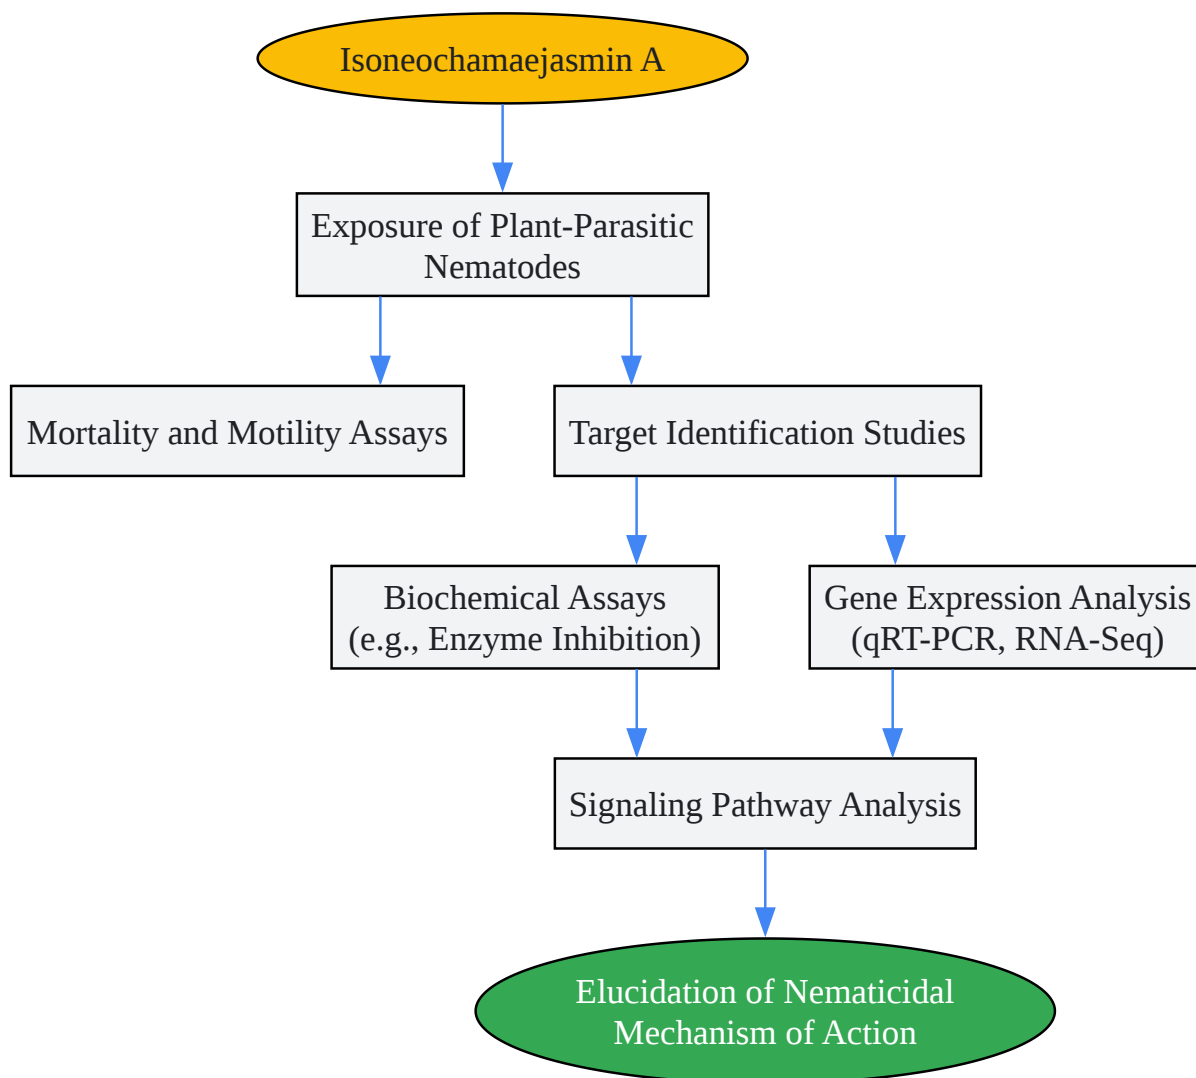 Isoneochamaejasmin A
Exposure of Plant-Parasitic
Nematodes
Mortality and Motility Assays
Target Identification Studies
Biochemical Assays
(e.g., Enzyme Inhibition)
Gene Expression Analysis
(qRT-PCR, RNA-Seq)
Signaling Pathway Analysis
Elucidation of Nematicidal
Mechanism of Action